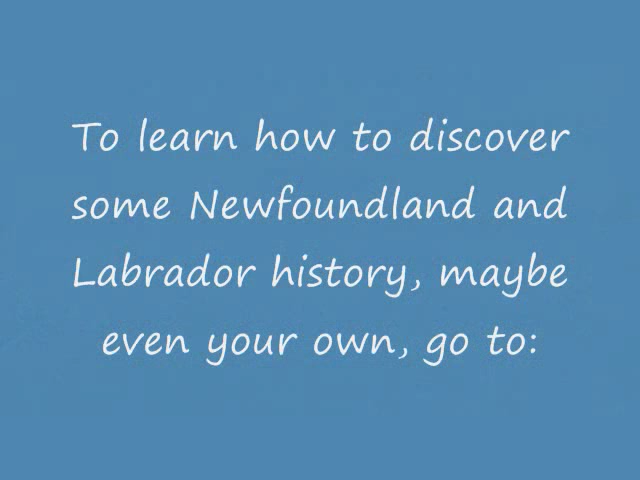 To learn how to discover
some Newfoundland and
Labrador history, maybe
even your own, go to: